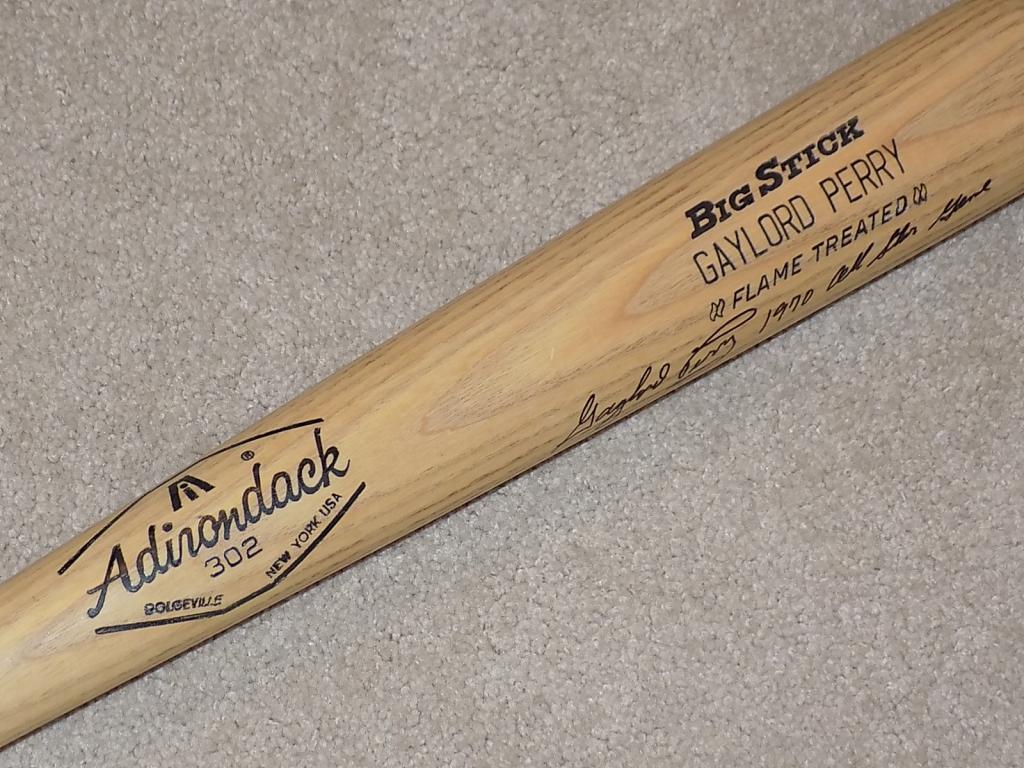 BIG STICK
GAYLORD PERRY
FLAME TREATED
Gaylord Perry 1970 All Star Game
Adirondack ®
302
DOLGEVILLE NEW YORK USA